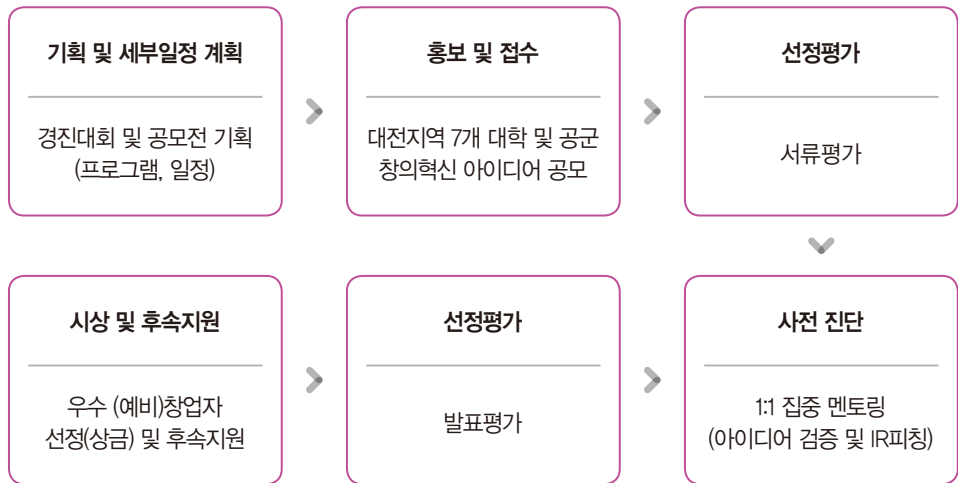 기획 및 세부일정 계획
경진대회 및 공모전 기획
(프로그램, 일정)
홍보 및 접수
대전지역 7개 대학 및 공군
창의혁신 아이디어 공모
선정평가
서류평가
시상 및 후속지원
우수 (예비)창업자
선정(상금) 및 후속지원
선정평가
발표평가
사전 진단
1:1 집중 멘토링
(아이디어 검증 및 IR피칭)